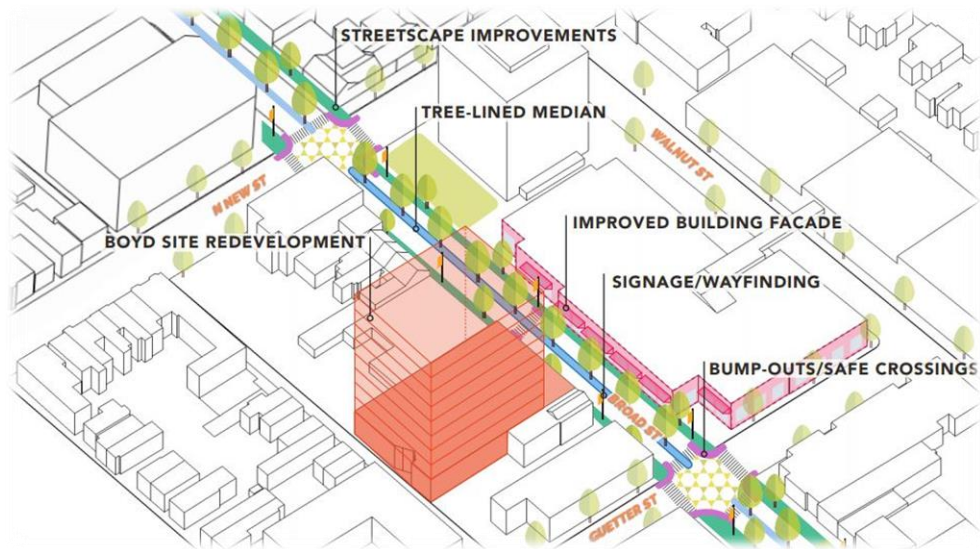 STREETSCAPE IMPROVEMENTS
TREE-LINED MEDIAN
WALNUT ST
N NEW ST
IMPROVED BUILDING FACADE
BOYD SITE REDEVELOPMENT
SIGNAGE/WAYFINDING
BUMP-OUTS/SAFE CROSSINGS
BROAD ST
GUETTER ST